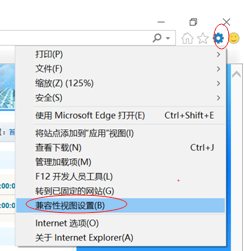 打印(P)
文件(F)
缩放(Z) (125%)
安全(S)
使用 Microsoft Edge 打开(E) Ctrl+Shift+E
将站点添加到“应用”视图(I)
查看下载(N) Ctrl+J
管理加载项(M)
F12 开发人员工具(L)
转到已固定的网站(G)
兼容性视图设置(B)
Internet 选项(O)
关于 Internet Explorer(A)